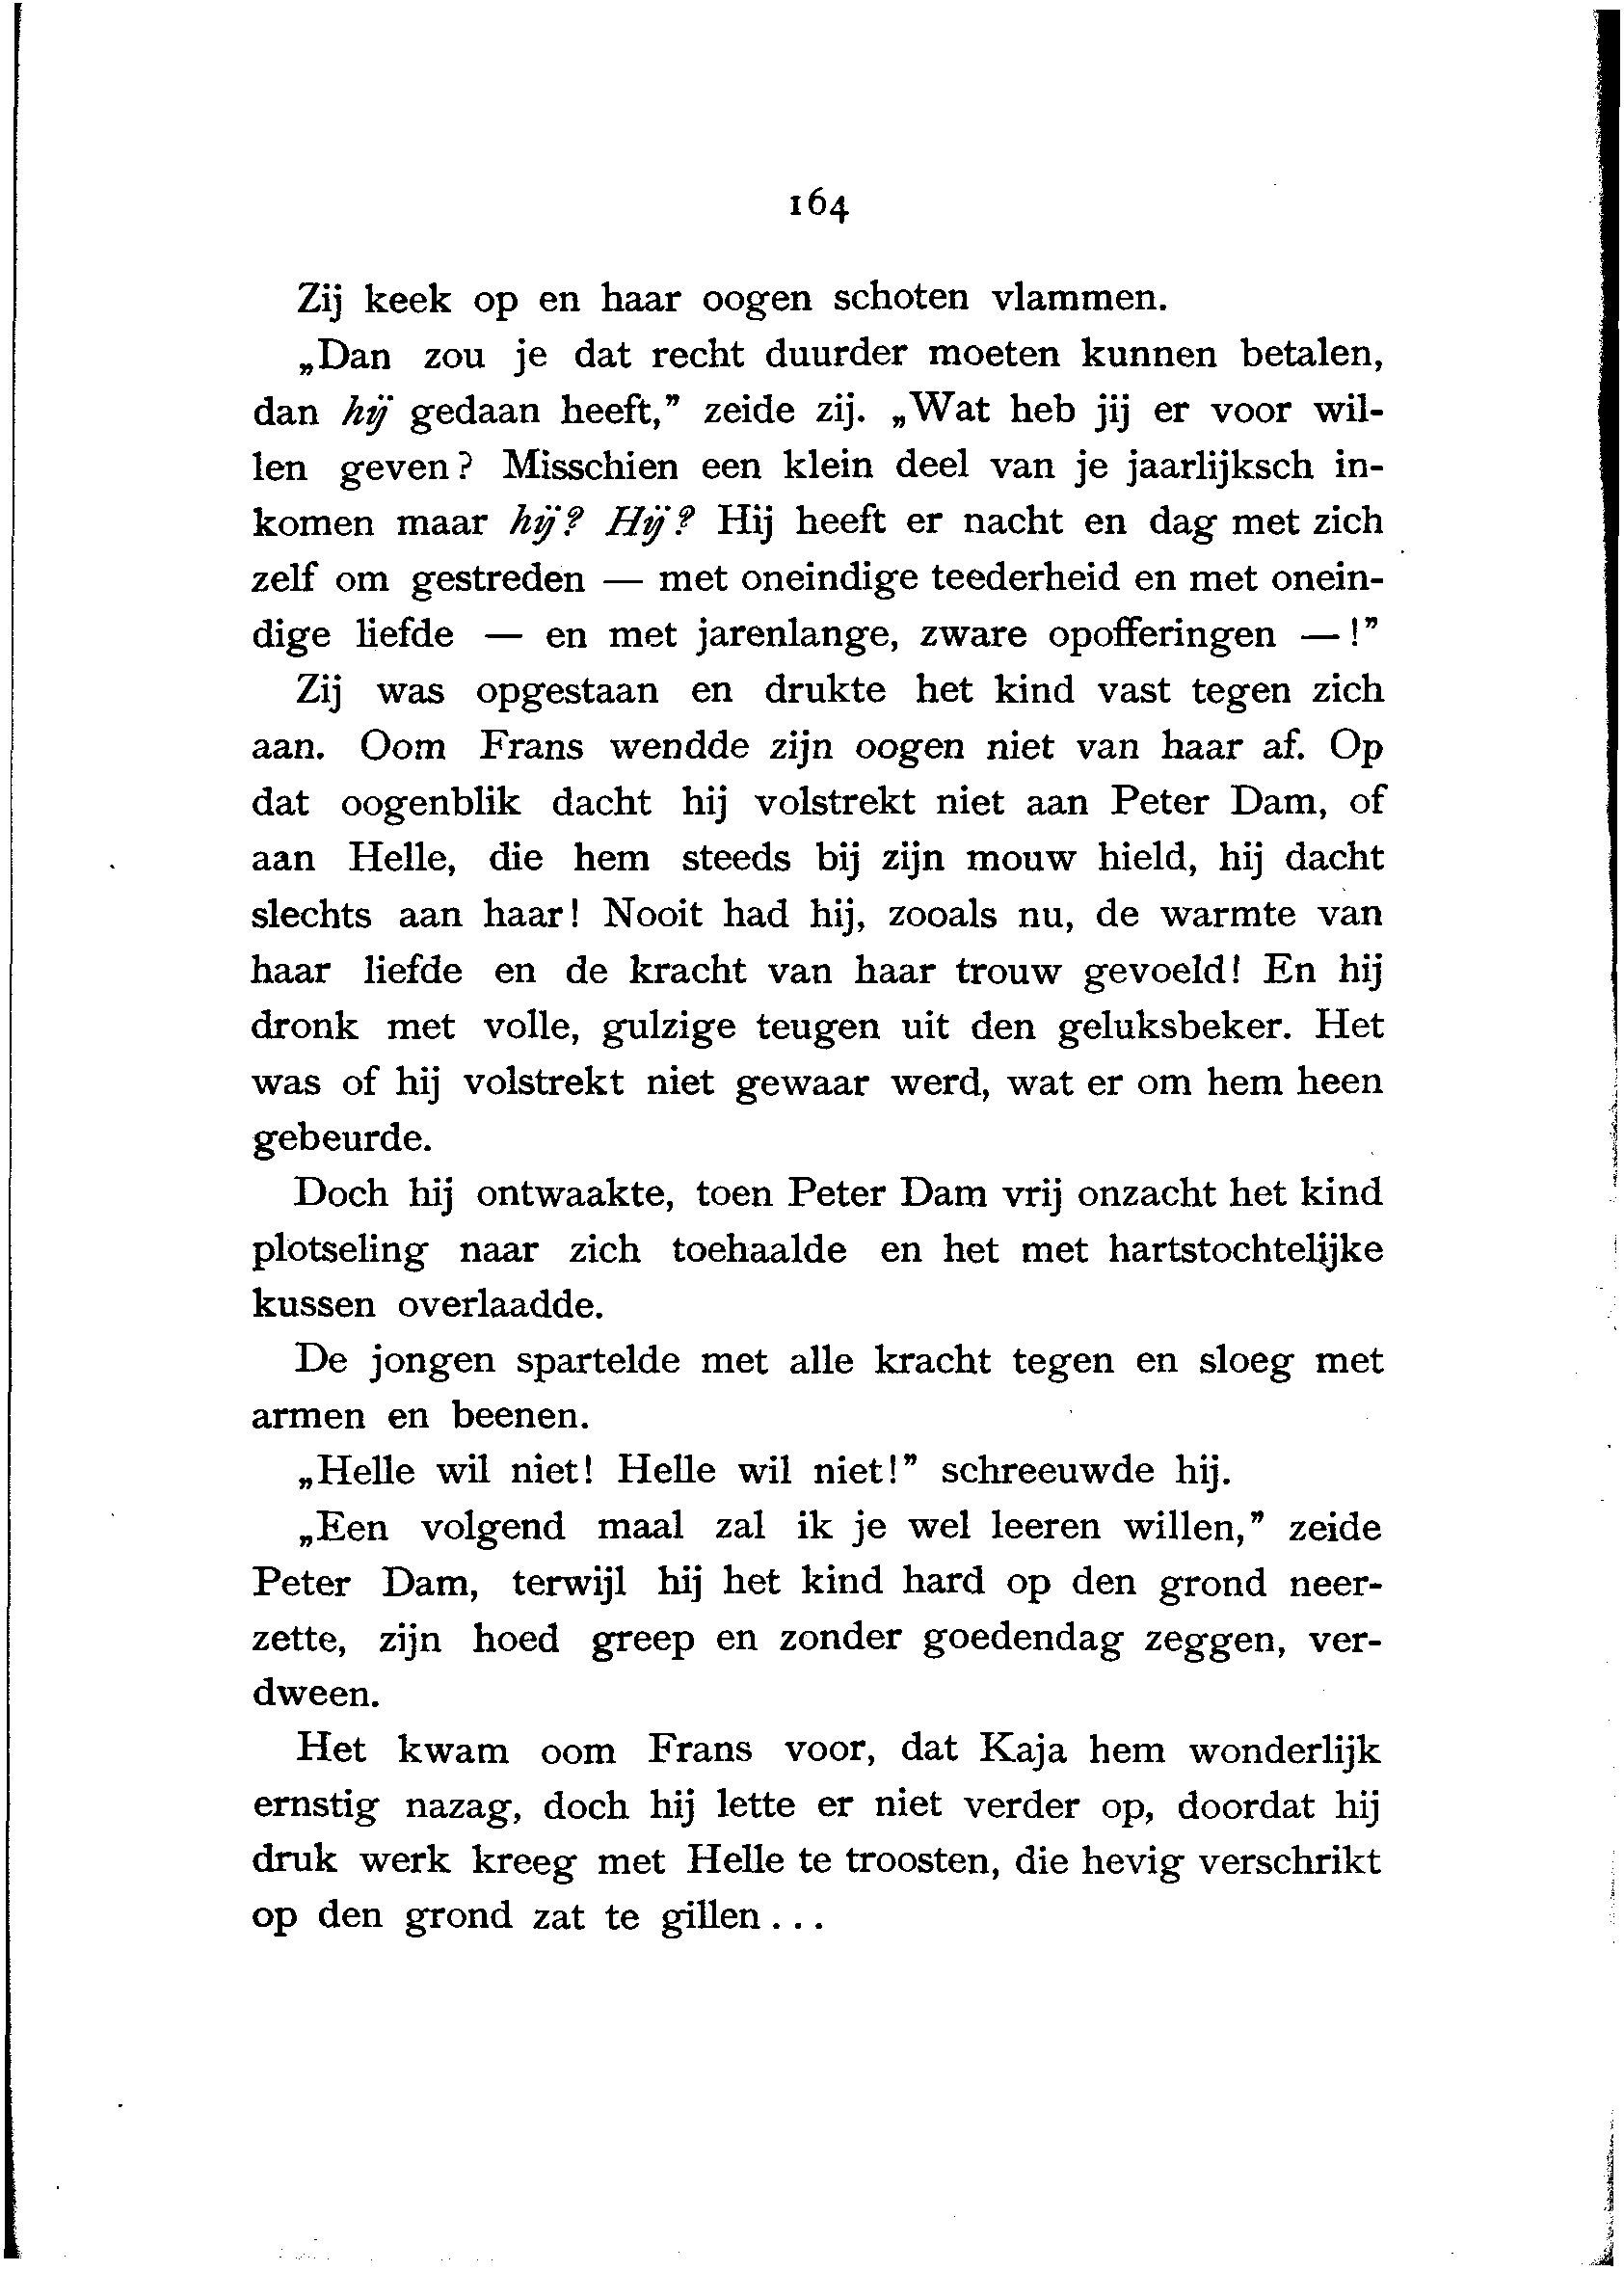 164
Zij keek op en haar oogen schoten vlammen.
„Dan zou je dat recht duurder moeten kunnen betalen,
dan hij gedaan heeft,” zeide zij. „Wat heb jij er voor wil-
len geven? Misschien een klein deel van je jaarlijksch in-
komen maar hij? Hij? Hij heeft er nacht en dag met zich
zelf om gestreden — met oneindige teederheid en met onein-
dige liefde — en met jarenlange, zware opofferingen —!”
Zij was opgestaan en drukte het kind vast tegen zich
aan. Oom Frans wendde zijn oogen niet van haar af. Op
dat oogenblik dacht hij volstrekt niet aan Peter Dam, of
aan Helle, die hem steeds bij zijn mouw hield, hij dacht
slechts aan haar! Nooit had hij, zooals nu, de warmte van
haar liefde en de kracht van haar trouw gevoeld! En hij
dronk met volle, gulzige teugen uit den geluksbeker. Het
was of hij volstrekt niet gewaar werd, wat er om hem heen
gebeurde.
Doch hij ontwaakte, toen Peter Dam vrij onzacht het kind
plotseling naar zich toehaalde en het met hartstochtelijke
kussen overlaadde.
De jongen spartelde met alle kracht tegen en sloeg met
armen en beenen.
„Helle wil niet! Helle wil niet!” schreeuwde hij.
„Een volgend maal zal ik je wel leeren willen,” zeide
Peter Dam, terwijl hij het kind hard op den grond neer-
zette, zijn hoed greep en zonder goedendag zeggen, ver-
dween.
Het kwam oom Frans voor, dat Kaja hem wonderlijk
ernstig nazag, doch hij lette er niet verder op, doordat hij
druk werk kreeg met Helle te troosten, die hevig verschrikt
op den grond zat te gillen...